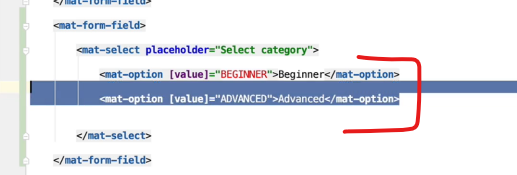 </mat-form-field>
<mat-form-field>
<mat-select placeholder="Select category">
<mat-option [value]="BEGINNER">Beginner</mat-option>
<mat-option [value]="ADVANCED">Advanced</mat-option>
</mat-select>
</mat-form-field>